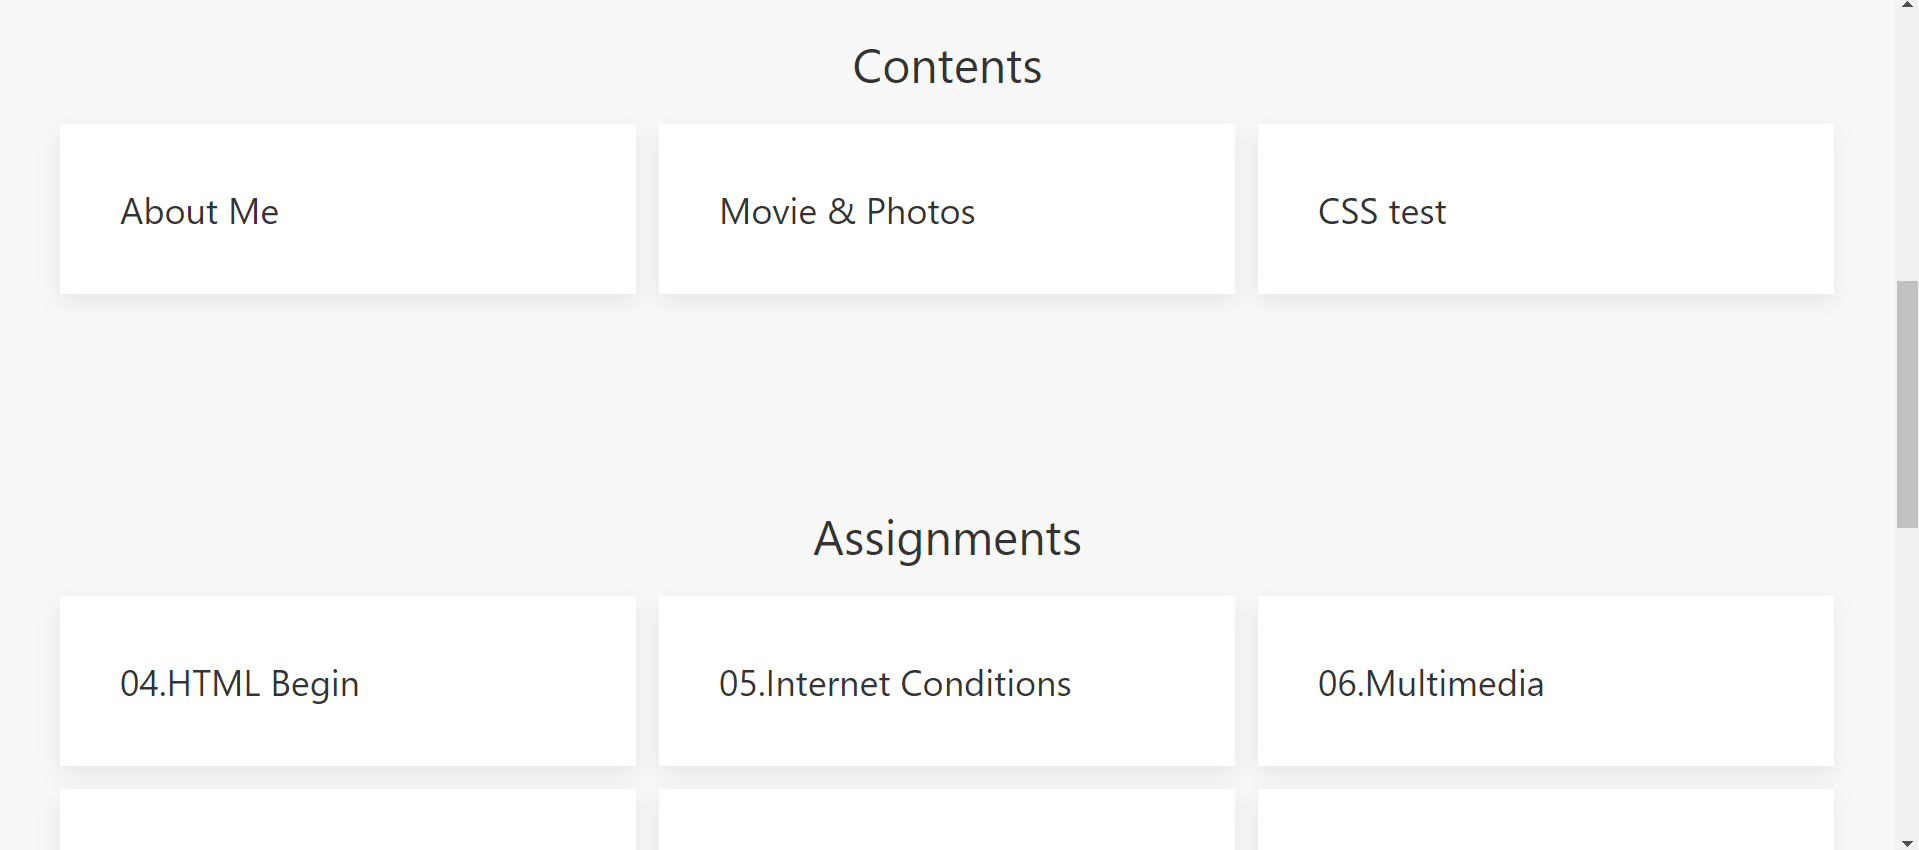 Contents
About Me
Movie & Photos
CSS test
Assignments
04.HTML Begin
05.Internet Conditions
06.Multimedia